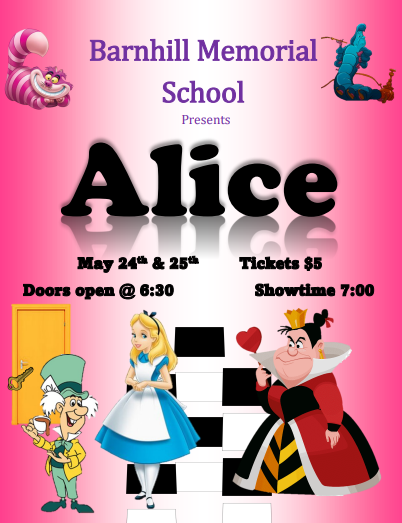 Barnhill Memorial
School
Presents
Alice
May 24th & 25th Tickets $5
Doors open @ 6:30 Showtime 7:00